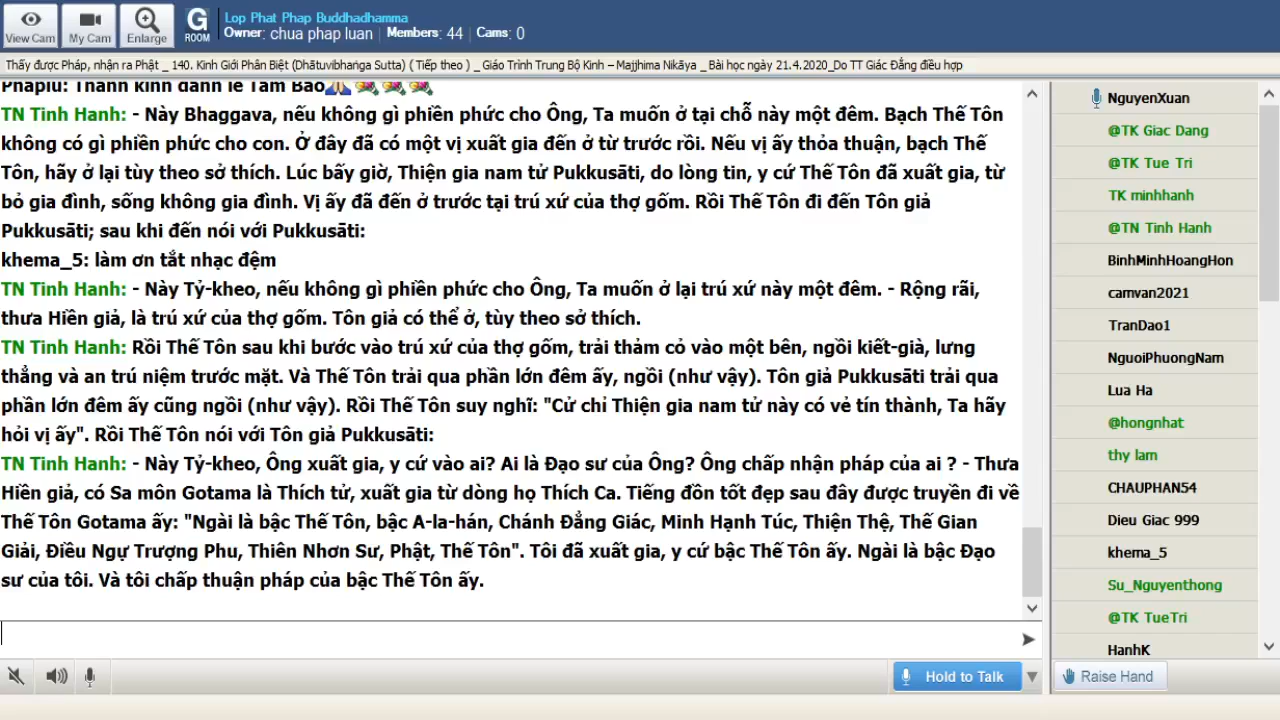 View Cam
My Cam
Enlarge
G
ROOM
Lop Phat Phap Buddhadhamma
Owner: chua phap luan Members: 44 Cams: 0
Thấy được Pháp, nhận ra Phật _ 140. Kinh Giới Phân Biệt (Dhātuvibhaṅga Sutta) ( Tiếp theo ) _ Giáo Trình Trung Bộ Kinh – Majjhima Nikāya _ Bài học ngày 21.4.2020_Do TT Giác Đẳng điều hợp
Phapluu: Thành kính đảnh lễ Tam Bảo
TN Tinh Hanh: - Này Bhaggava, nếu không gì phiền phức cho Ông, Ta muốn ở tại chỗ này một đêm. Bạch Thế Tôn
không có gì phiền phức cho con. Ở đây đã có một vị xuất gia đến ở từ trước rồi. Nếu vị ấy thỏa thuận, bạch Thế
Tôn, hãy ở lại tùy theo sở thích. Lúc bấy giờ, Thiện gia nam tử Pukkusāti, do lòng tin, y cứ Thế Tôn đã xuất gia, từ
bỏ gia đình, sống không gia đình. Vị ấy đã đến ở trước tại trú xứ của thợ gốm. Rồi Thế Tôn đi đến Tôn giả
Pukkusāti; sau khi đến nói với Pukkusāti:
khema_5: làm ơn tắt nhạc đệm
TN Tinh Hanh: - Này Tỷ-kheo, nếu không gì phiền phức cho Ông, Ta muốn ở lại trú xứ này một đêm. - Rộng rãi,
thưa Hiền giả, là trú xứ của thợ gốm. Tôn giả có thể ở, tùy theo sở thích.
TN Tinh Hanh: Rồi Thế Tôn sau khi bước vào trú xứ của thợ gốm, trải thảm cỏ vào một bên, ngồi kiết-già, lưng
thẳng và an trú niệm trước mặt. Và Thế Tôn trải qua phần lớn đêm ấy, ngồi (như vậy). Tôn giả Pukkusāti trải qua
phần lớn đêm ấy cũng ngồi (như vậy). Rồi Thế Tôn suy nghĩ: "Cử chỉ Thiện gia nam tử này có vẻ tín thành, Ta hãy
hỏi vị ấy". Rồi Thế Tôn nói với Tôn giả Pukkusāti:
TN Tinh Hanh: - Này Tỷ-kheo, Ông xuất gia, y cứ vào ai? Ai là Đạo sư của Ông? Ông chấp nhận pháp của ai ? - Thưa
Hiền giả, có Sa môn Gotama là Thích tử, xuất gia từ dòng họ Thích Ca. Tiếng đồn tốt đẹp sau đây được truyền đi về
Thế Tôn Gotama ấy: "Ngài là bậc Thế Tôn, bậc A-la-hán, Chánh Đẳng Giác, Minh Hạnh Túc, Thiện Thệ, Thế Gian
Giải, Điều Ngự Trượng Phu, Thiên Nhơn Sư, Phật, Thế Tôn". Tôi đã xuất gia, y cứ bậc Thế Tôn ấy. Ngài là bậc Đạo
sư của tôi. Và tôi chấp thuận pháp của bậc Thế Tôn ấy.
NguyenXuan
@TK Giac Dang
@TK Tue Tri
TK minhhanh
@TN Tinh Hanh
BinhMinhHoangHon
camvan2021
TranDao1
NguoiPhuongNam
Lua Ha
@hongnhat
thy lam
CHAUPHAN54
Dieu Giac 999
khema_5
Su_Nguyenthong
@TK TueTri
HanhK
Hold to Talk
Raise Hand